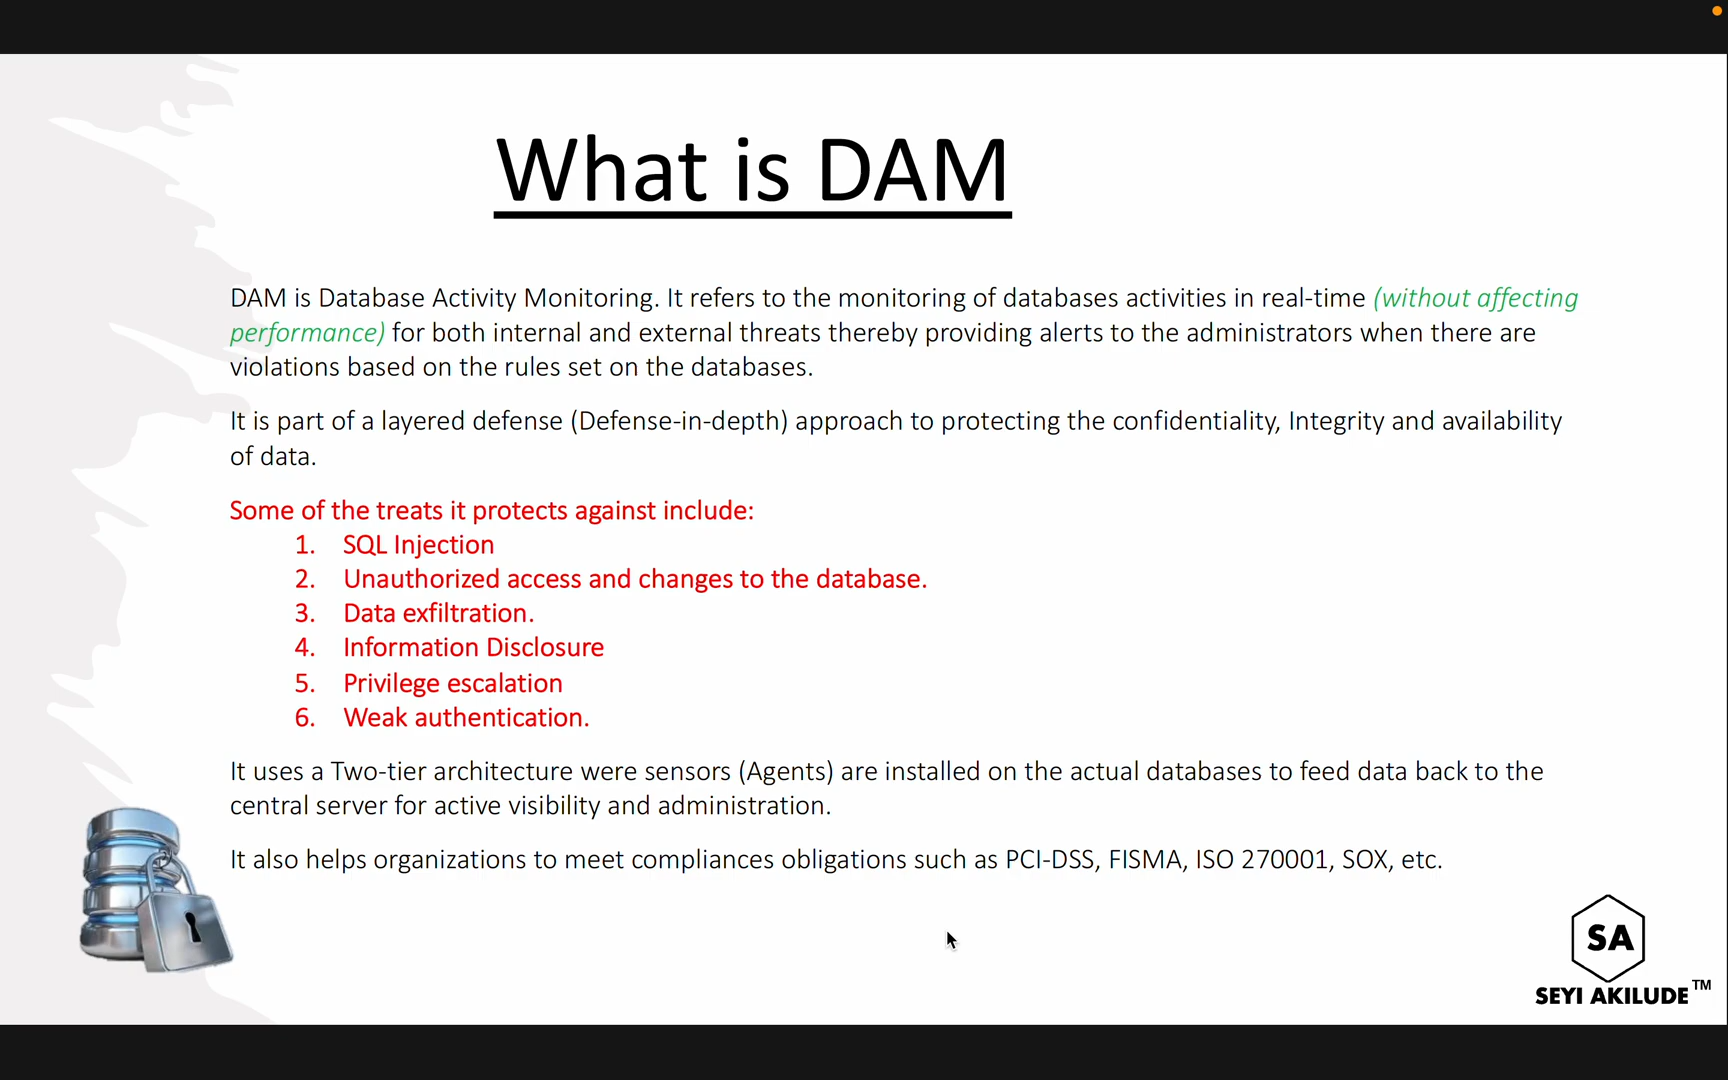 What is DAM
DAM is Database Activity Monitoring. It refers to the monitoring of databases activities in real-time (without affecting
performance) for both internal and external threats thereby providing alerts to the administrators when there are
violations based on the rules set on the databases.
It is part of a layered defense (Defense-in-depth) approach to protecting the confidentiality, Integrity and availability
of data.
Some of the treats it protects against include:
1. SQL Injection
2. Unauthorized access and changes to the database.
3. Data exfiltration.
4. Information Disclosure
5. Privilege escalation
6. Weak authentication.
It uses a Two-tier architecture were sensors (Agents) are installed on the actual databases to feed data back to the
central server for active visibility and administration.
It also helps organizations to meet compliances obligations such as PCI-DSS, FISMA, ISO 270001, SOX, etc.
SA
SEYI AKILUDE™